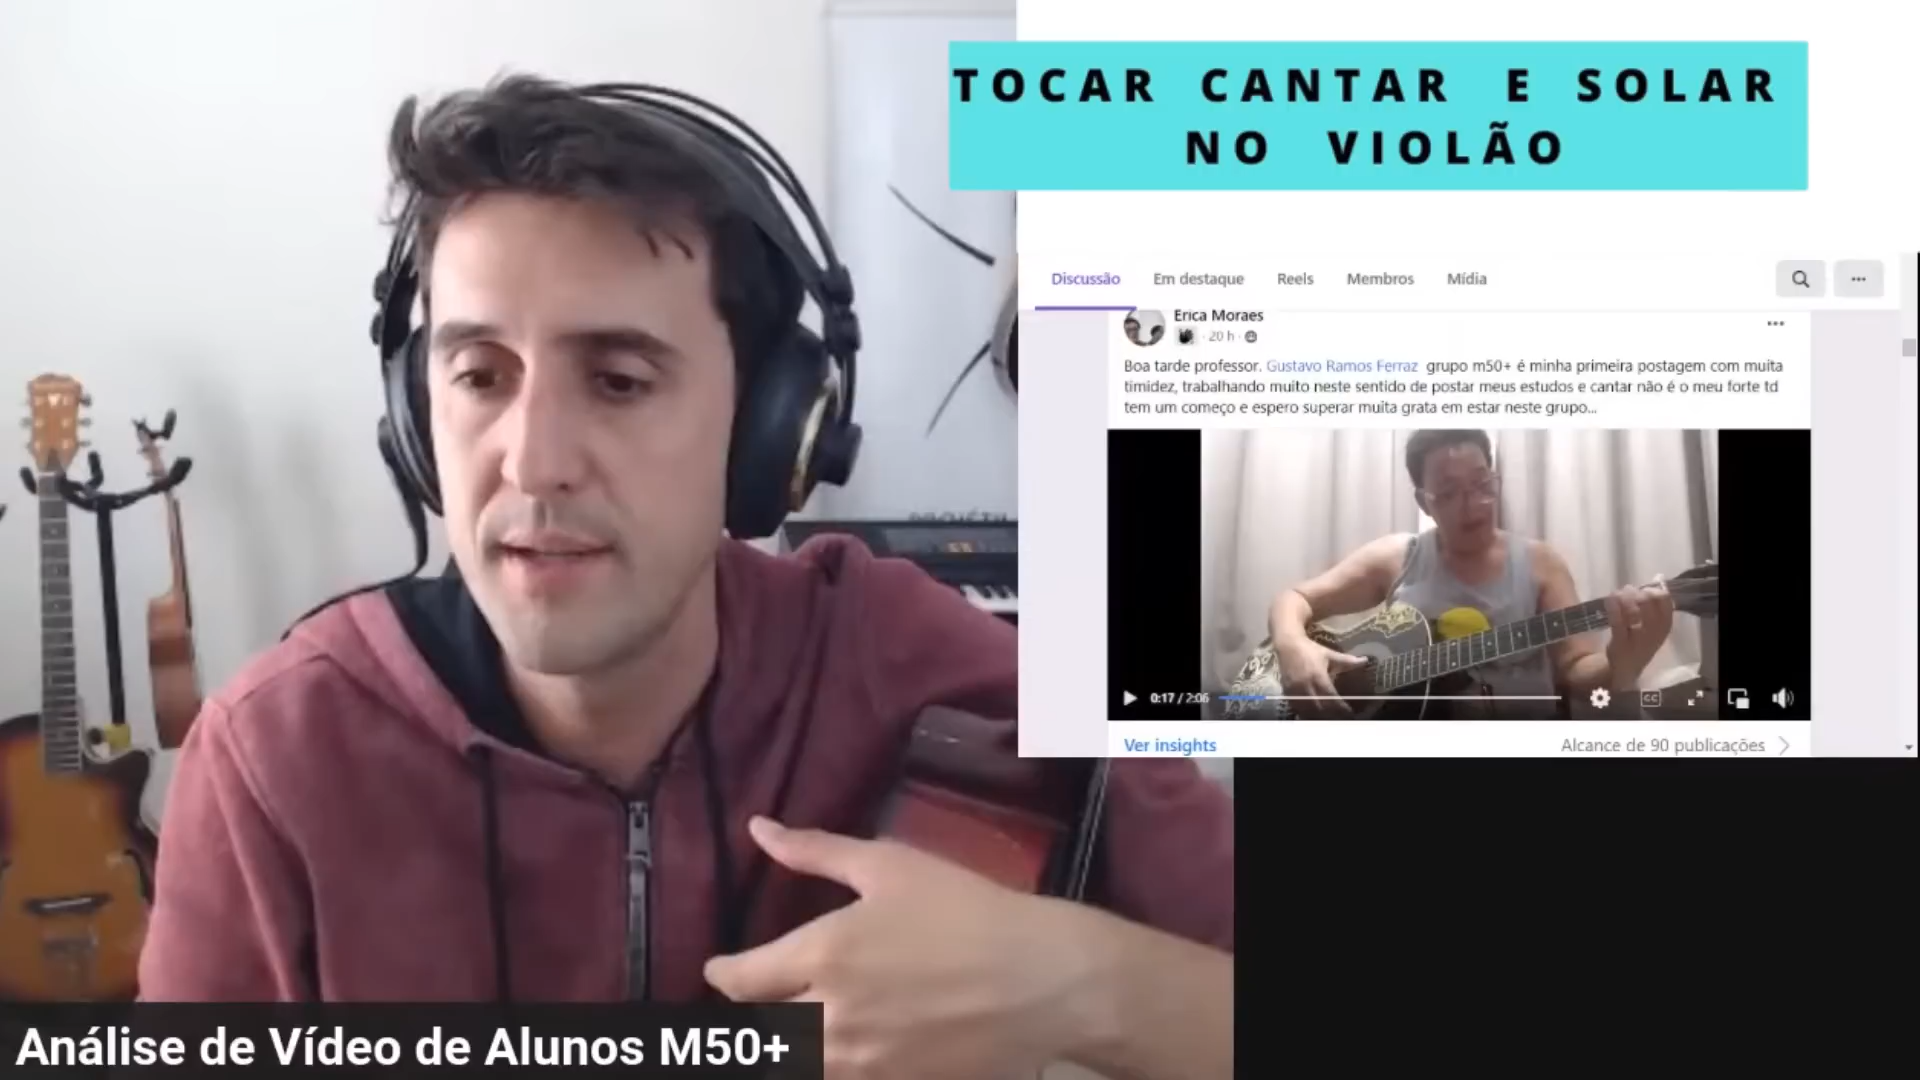 TOCAR CANTAR E SOLAR
NO VIOLÃO
Discussão Em destaque Reels Membros Mídia
Erica Moraes
· 20 h ·
Boa tarde professor. Gustavo Ramos Ferraz grupo m50+ é minha primeira postagem com muita
timidez, trabalhando muito neste sentido de postar meus estudos e cantar não é o meu forte td
tem um começo e espero superar muita grata em estar neste grupo...
0:17 / 2:06
CC
Ver insights Alcance de 90 publicações
Análise de Vídeo de Alunos M50+